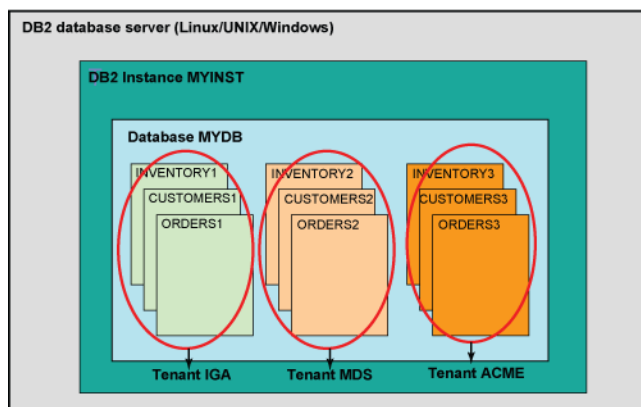 DB2 database server (Linux/UNIX/Windows)
DB2 Instance MYINST
Database MYDB
INVENTORY1
CUSTOMERS1
ORDERS1
INVENTORY2
CUSTOMERS2
ORDERS2
INVENTORY3
CUSTOMERS3
ORDERS3
Tenant IGA
Tenant MDS
Tenant ACME